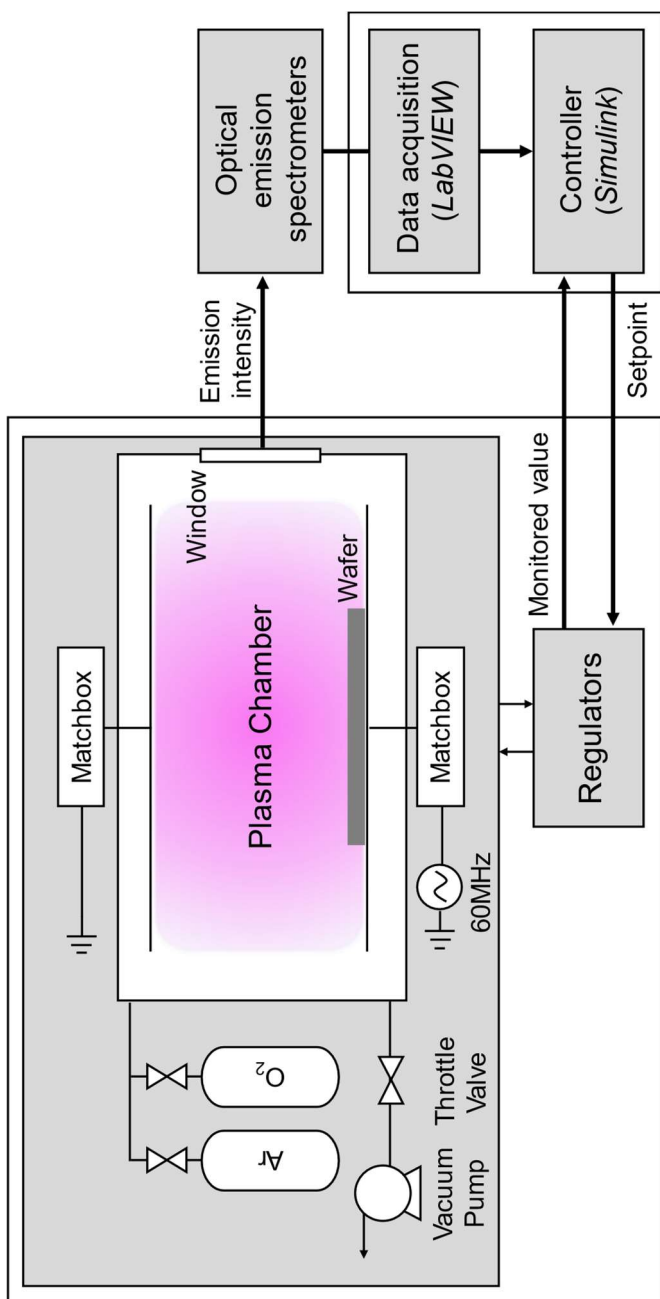 Ar
O₂
Vacuum
Pump
Throttle
Valve
Matchbox
Plasma Chamber
Wafer
Window
60MHz
Matchbox
Regulators
Emission
intensity
Monitored value
Setpoint
Optical
emission
spectrometers
Data acquisition
(LabVIEW)
Controller
(Simulink)